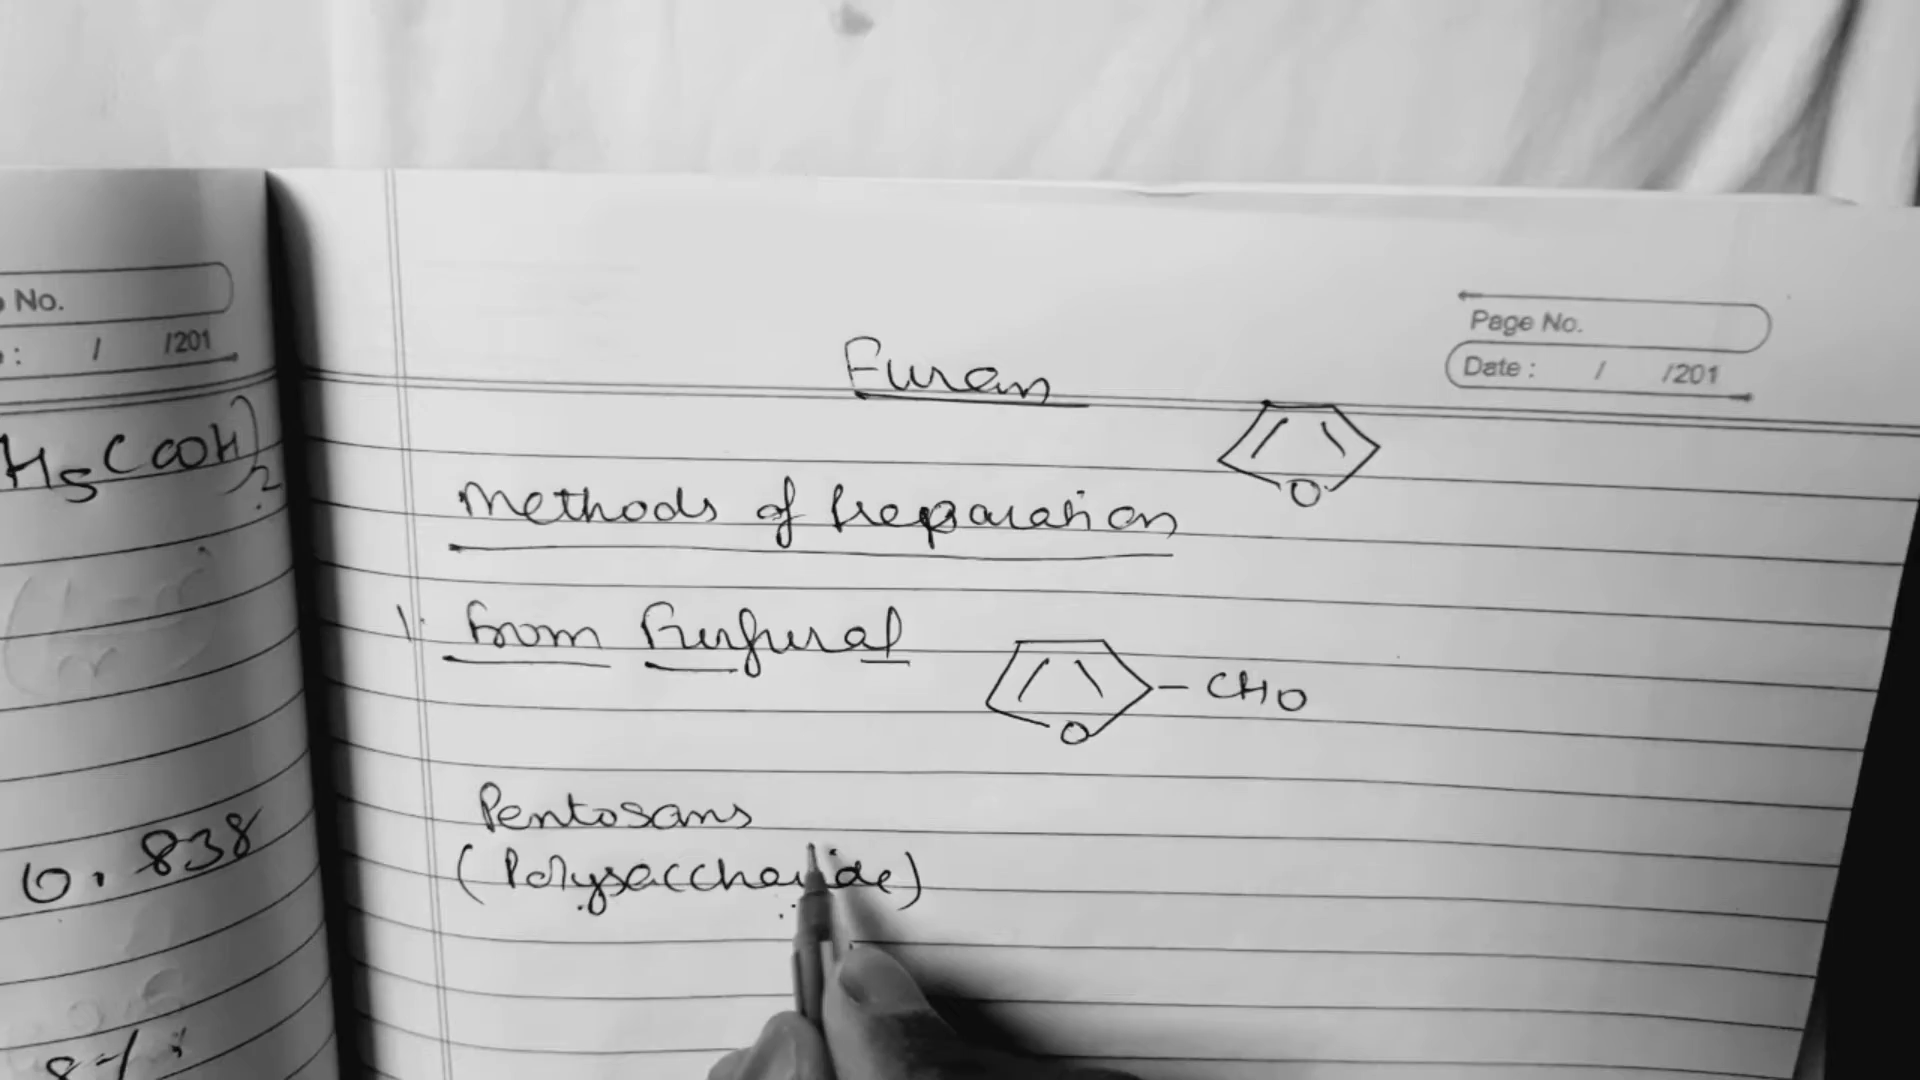 No.
: / /201
H5(COOH)2
0.838
Page No.
Date : / /201
Furan
Methods of Preparation
O
1. From Furfural
O - CHO
Pentosans
(Polysaccharide)